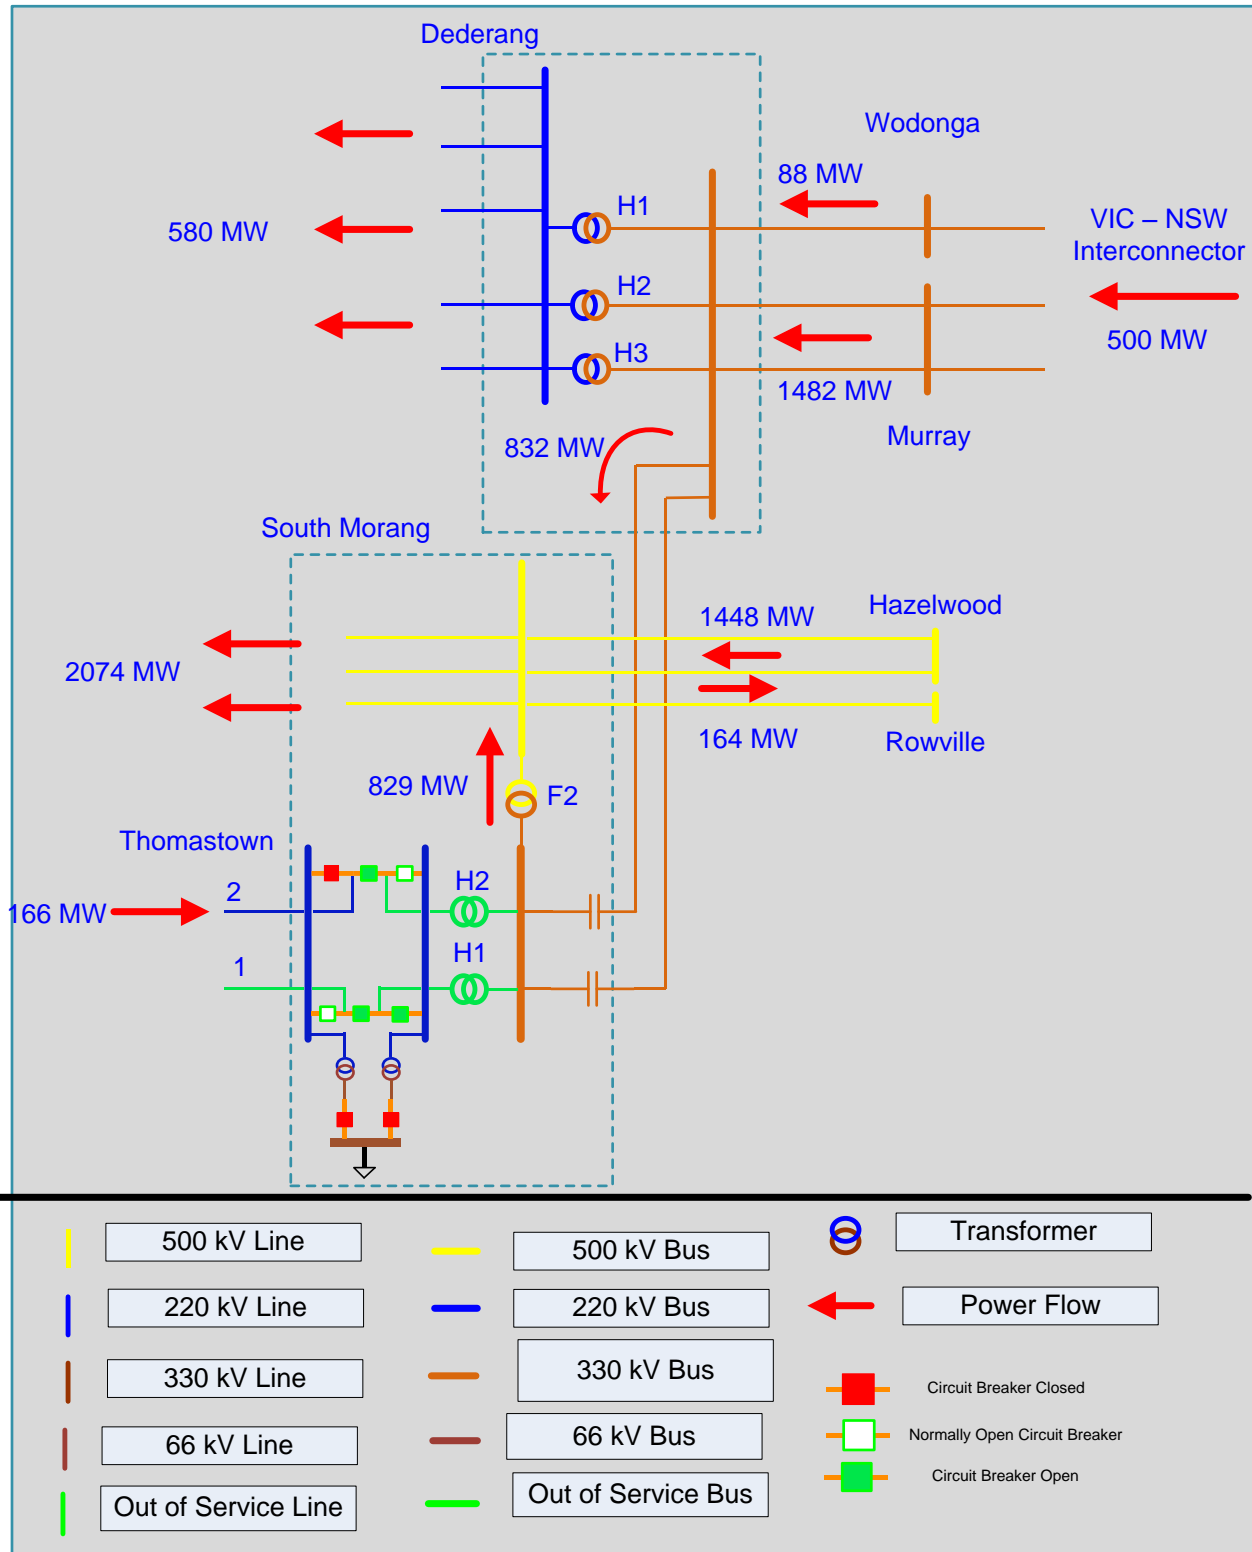 Dederang
Wodonga
88 MW
H1
VIC – NSW
Interconnector
580 MW
H2
500 MW
H3
1482 MW
832 MW
Murray
South Morang
1448 MW
Hazelwood
2074 MW
164 MW
Rowville
829 MW
F2
Thomastown
2
H2
166 MW
H1
1
500 kV Line
500 kV Bus
Transformer
220 kV Line
220 kV Bus
Power Flow
330 kV Line
330 kV Bus
Circuit Breaker Closed
66 kV Line
66 kV Bus
Normally Open Circuit Breaker
Circuit Breaker Open
Out of Service Line
Out of Service Bus